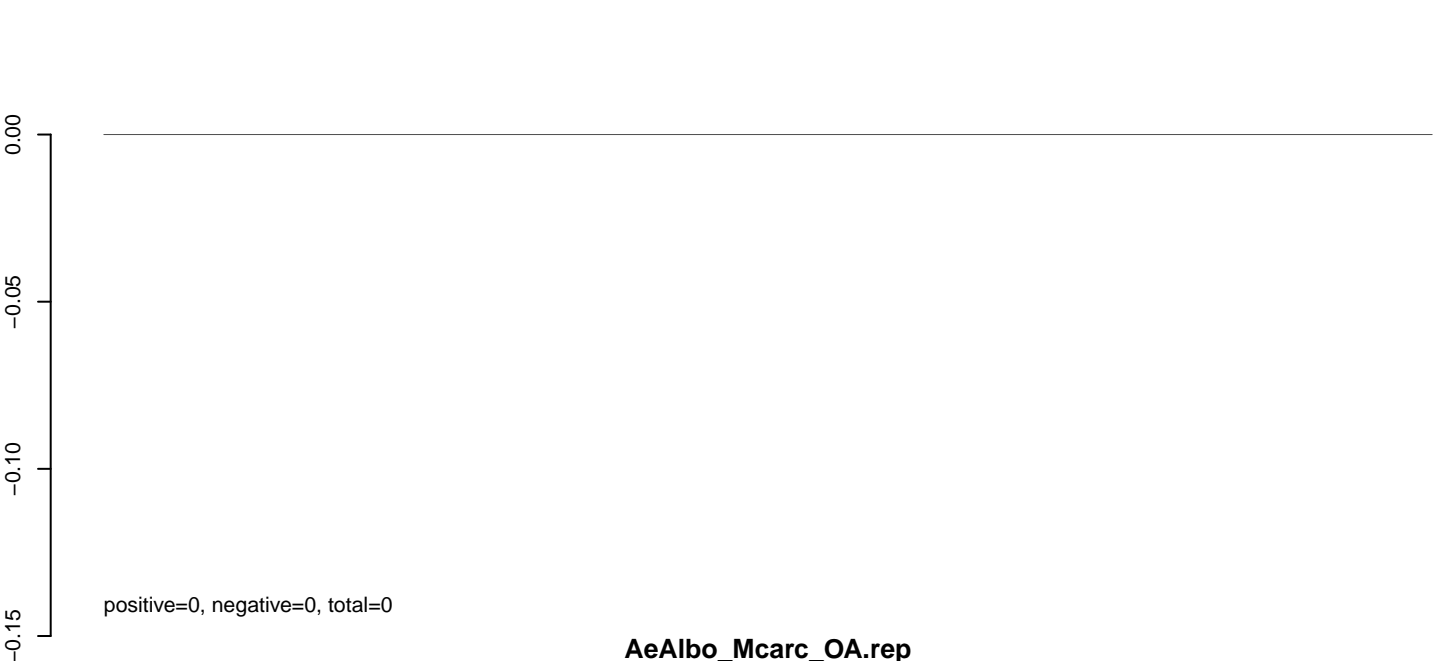 0.00
−0.05
−0.10
−0.15
positive=0, negative=0, total=0
AeAlbo_Mcarc_OA.rep